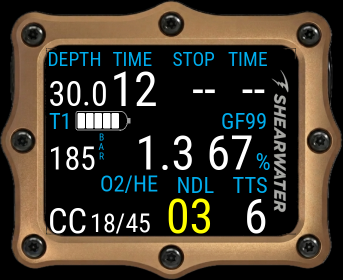 DEPTH TIME STOP TIME
30.0 12 -- --
T1 GF99
185 BAR 1.3 67%
O2/HE NDL TTS
CC 18/45 03 6
SHEARWATER